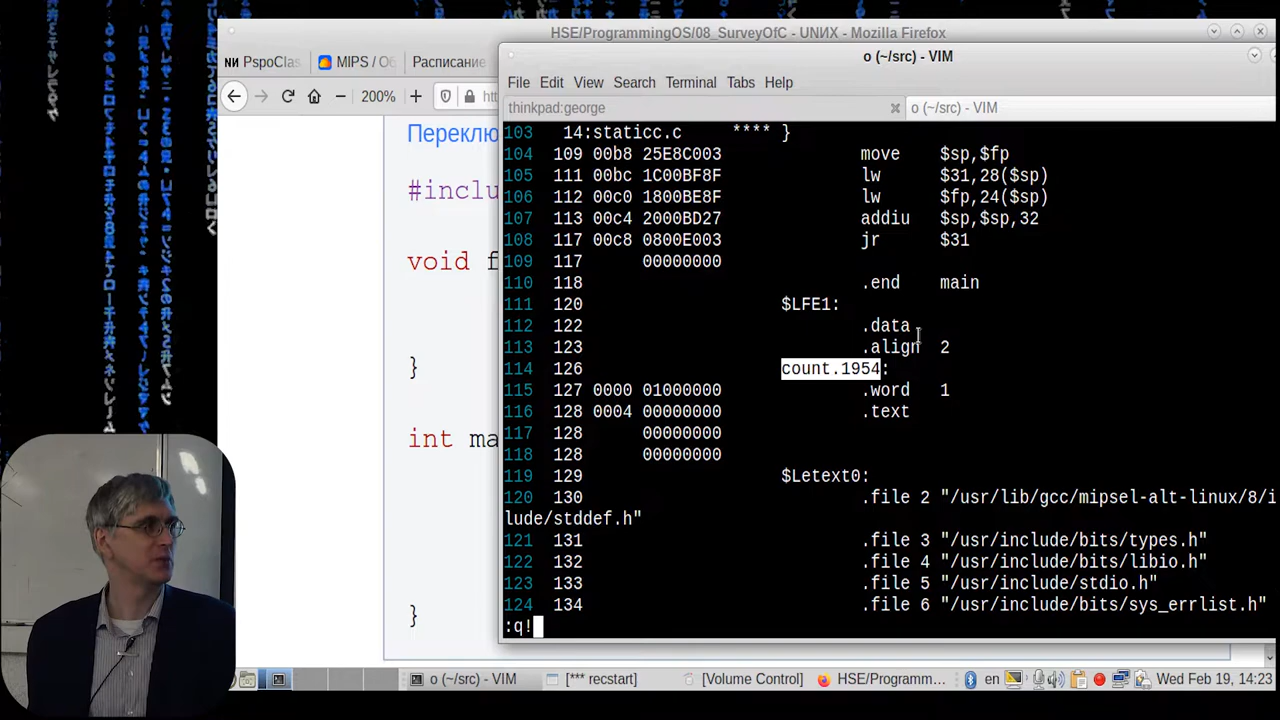 HSE/ProgrammingOS/08_SurveyOfC - UNИX - Mozilla Firefox
ИИ PspoClas
MIPS / Об
Расписание
200%
Переклю
#inclu
void f
}
int ma
}
o (~/src) - VIM
File Edit View Search Terminal Tabs Help
thinkpad:george
o (~/src) - VIM
103 14:staticc.c **** }
104 109 00b8 25E8C003 move $sp,$fp
105 111 00bc 1C00BF8F lw $31,28($sp)
106 112 00c0 1800BE8F lw $fp,24($sp)
107 113 00c4 2000BD27 addiu $sp,$sp,32
108 117 00c8 0800E003 jr $31
109 117 00000000
110 118 .end main
111 120 $LFE1:
112 122 .data
113 123 .align 2
114 126 count.1954:
115 127 0000 01000000 .word 1
116 128 0004 00000000 .text
117 128 00000000
118 128 00000000
119 129 $Letext0:
120 130 .file 2 "/usr/lib/gcc/mipsel-alt-linux/8/i
lude/stddef.h"
121 131 .file 3 "/usr/include/bits/types.h"
122 132 .file 4 "/usr/include/bits/libio.h"
123 133 .file 5 "/usr/include/stdio.h"
124 134 .file 6 "/usr/include/bits/sys_errlist.h"
:q!
o (~/src) - VIM
[*** recstart]
[Volume Control]
HSE/Programm...
en
Wed Feb 19, 14:23